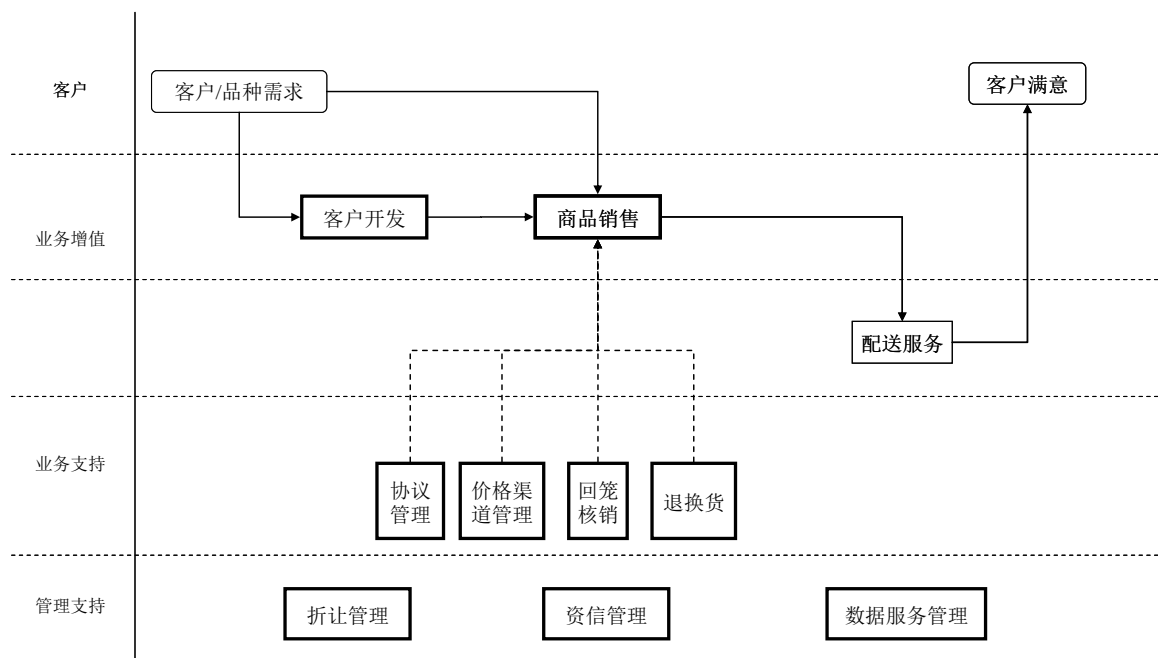 客户
客户/品种需求
客户满意
业务增值
客户开发
商品销售
配送服务
业务支持
协议
管理
价格渠
道管理
回笼
核销
退换货
管理支持
折让管理
资信管理
数据服务管理